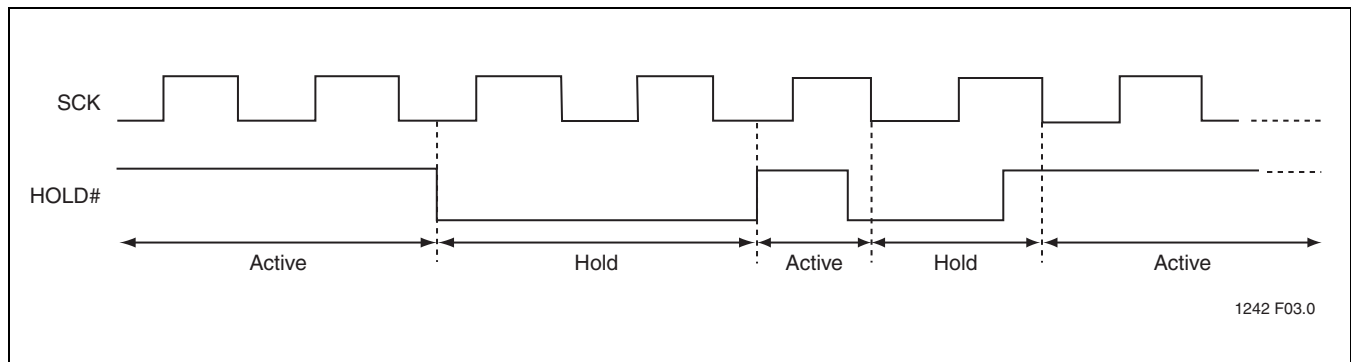 SCK
HOLD#
Active
Hold
Active
Hold
Active
1242 F03.0